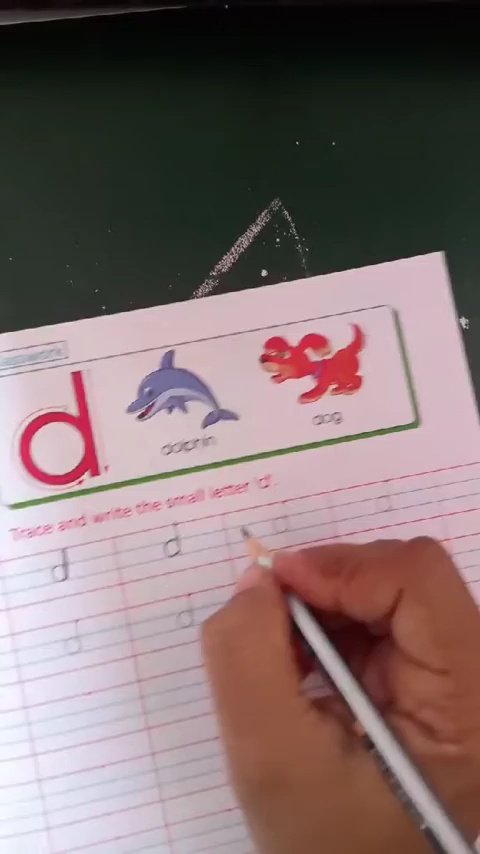 d
dolphin
dog
Trace and write the small letter 'd'.
d d d d
d d